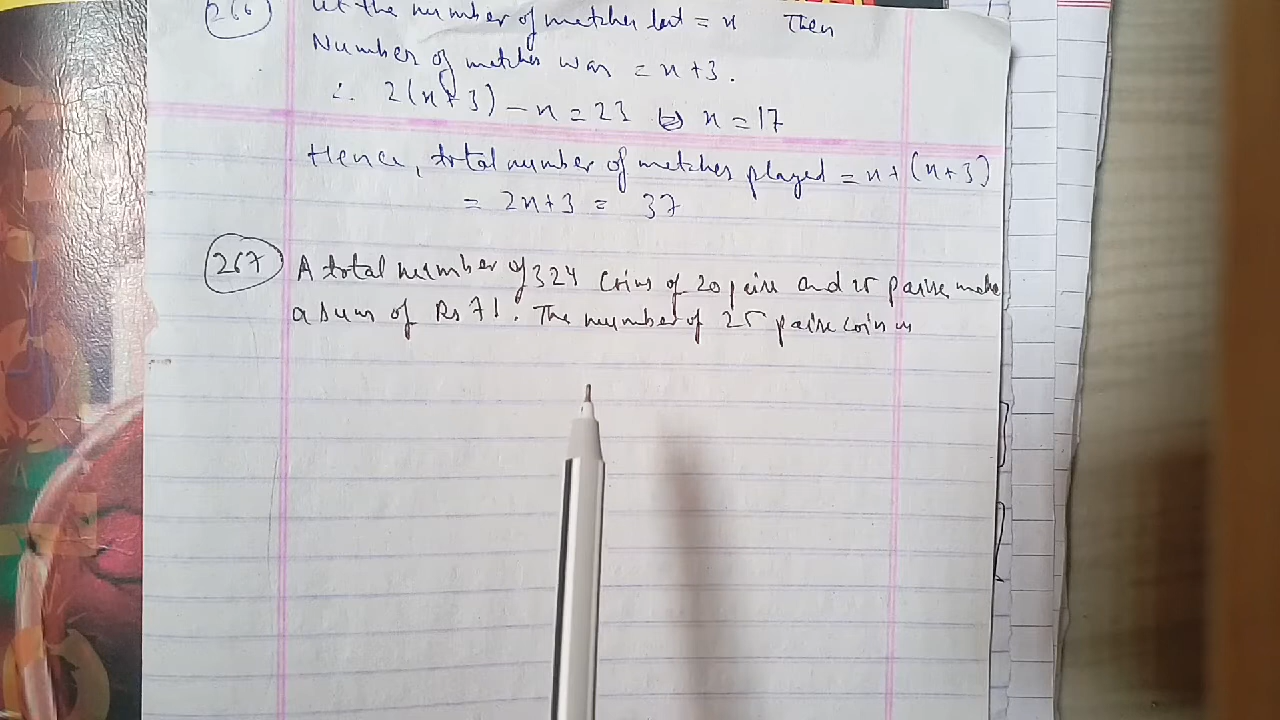 266 Let the number of matches lost = x Then
Number of matches won = x+3.
∴ 2(x+3) - x = 23 ⇒ x = 17
Hence, total number of matches played = x+(x+3)
= 2x+3 = 37
267 A total number of 324 coins of 20 paise and 25 paise make
a sum of Rs 71. The number of 25 paise coin is